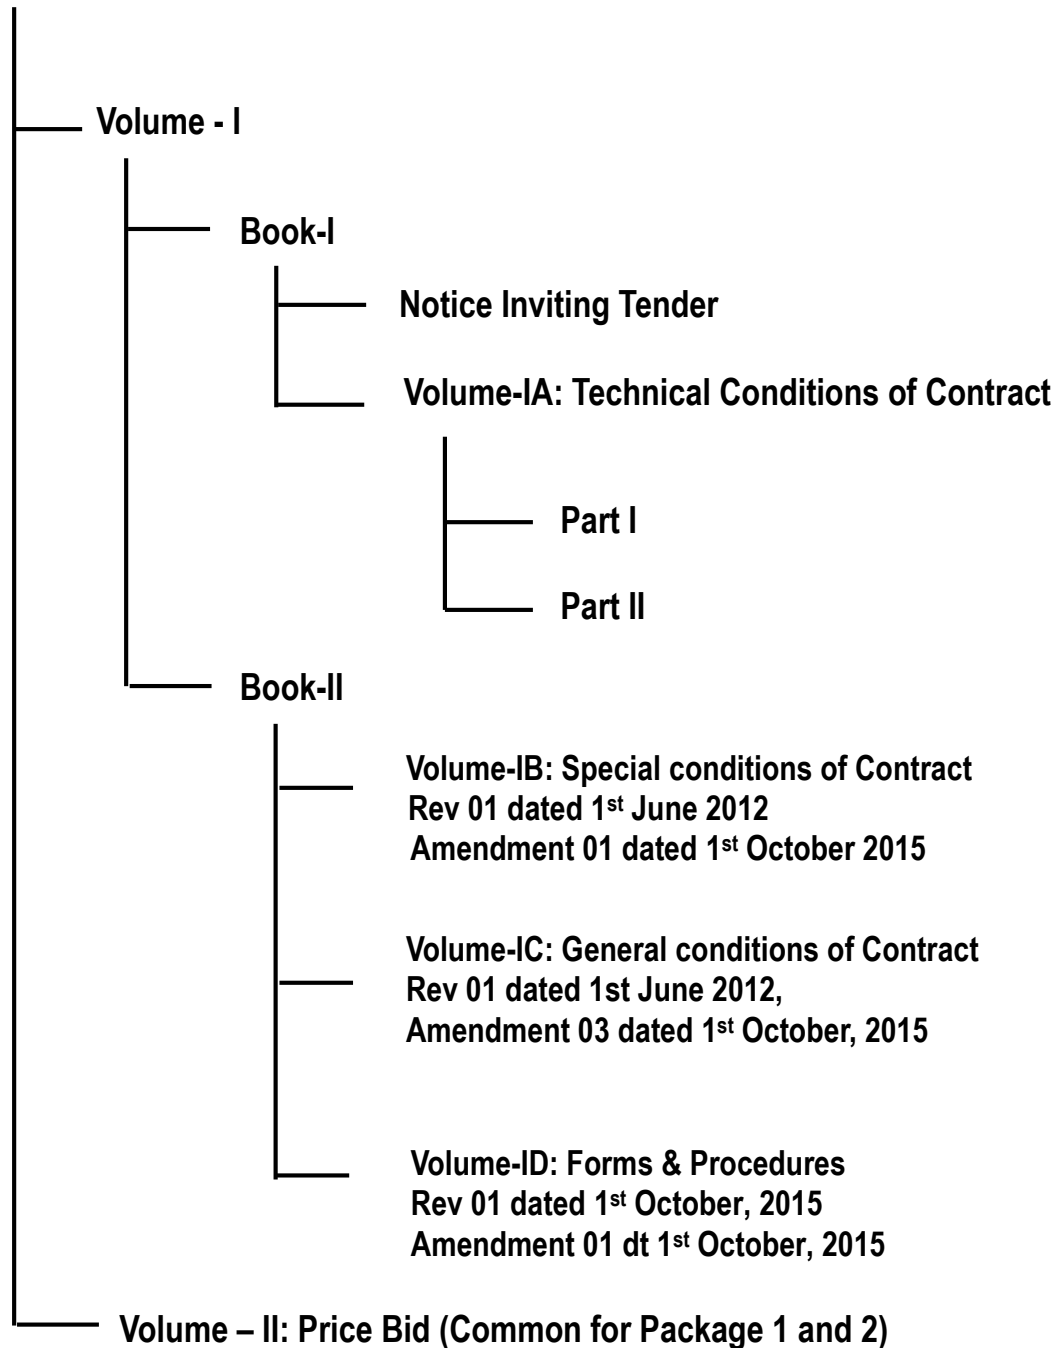 Volume - I
Book-I
Notice Inviting Tender
Volume-IA: Technical Conditions of Contract
Part I
Part II
Book-II
Volume-IB: Special conditions of Contract
Rev 01 dated 1st June 2012
Amendment 01 dated 1st October 2015
Volume-IC: General conditions of Contract
Rev 01 dated 1st June 2012,
Amendment 03 dated 1st October, 2015
Volume-ID: Forms & Procedures
Rev 01 dated 1st October, 2015
Amendment 01 dt 1st October, 2015
Volume – II: Price Bid (Common for Package 1 and 2)